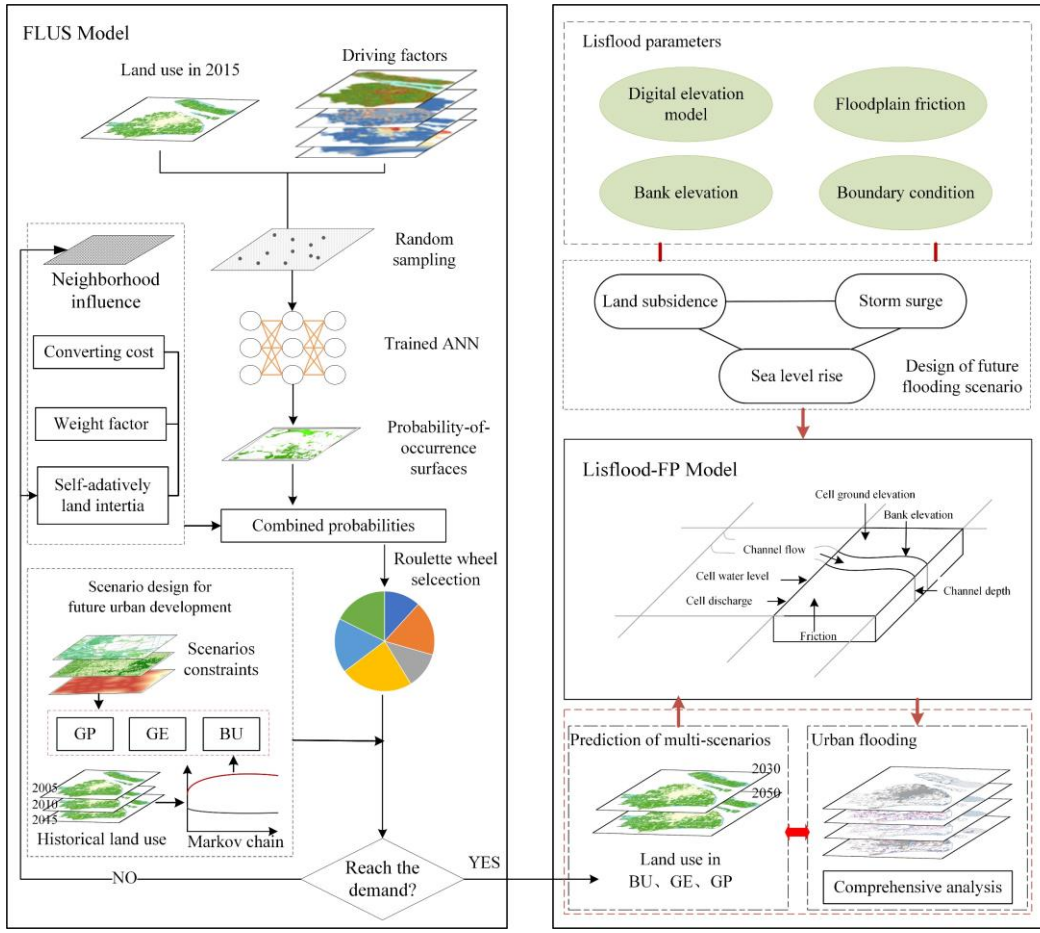 FLUS Model
Land use in 2015
Driving factors
Random
sampling
Neighborhood
influence
Trained ANN
Converting cost
Weight factor
Probability-of-
occurrence
surfaces
Self-adatively
land intertia
Combined probabilities
Roulette wheel
selcection
Scenario design for
future urban development
Scenarios
constraints
GP
GE
BU
2005
2010
2015
Historical land use
Markov chain
NO
Reach the
demand?
YES
Lisflood parameters
Digital elevation
model
Floodplain friction
Bank elevation
Boundary condition
Land subsidence
Storm surge
Sea level rise
Design of future
flooding scenario
Lisflood-FP Model
Cell ground elevation
Bank elevation
Channel flow
Cell water level
Cell discharge
Channel depth
Friction
Prediction of multi-scenarios
2030
2050
Land use in
BU、GE、GP
Urban flooding
Comprehensive analysis